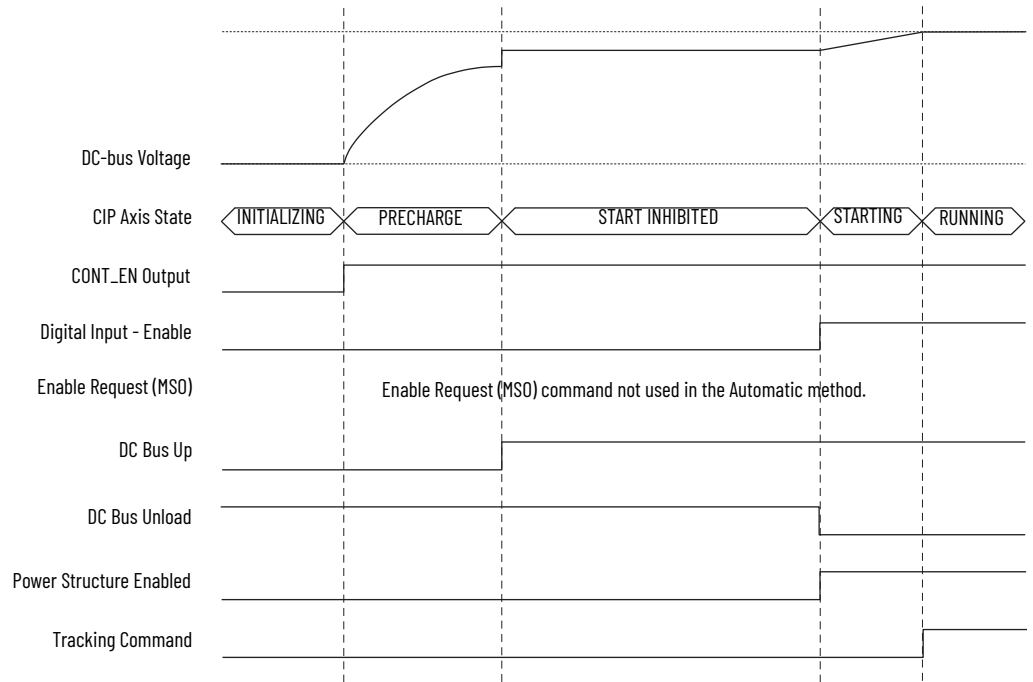 DC-bus Voltage
CIP Axis State
INITIALIZING
PRECHARGE
START INHIBITED
STARTING
RUNNING
CONT_EN Output
Digital Input - Enable
Enable Request (MSO)
Enable Request (MSO) command not used in the Automatic method.
DC Bus Up
DC Bus Unload
Power Structure Enabled
Tracking Command